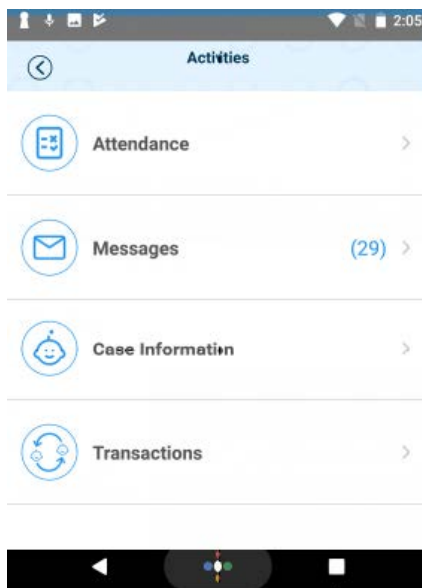 2:05
Activities
Attendance
Messages (29)
Case Information
Transactions